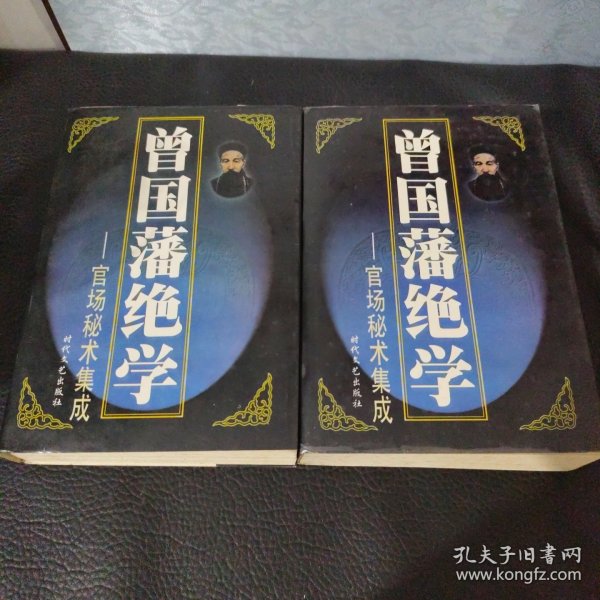 曾国藩绝学
——官场秘术集成
时代文艺出版社
曾国藩绝学
——官场秘术集成
时代文艺出版社
孔夫子旧書网
www.kongfz.com